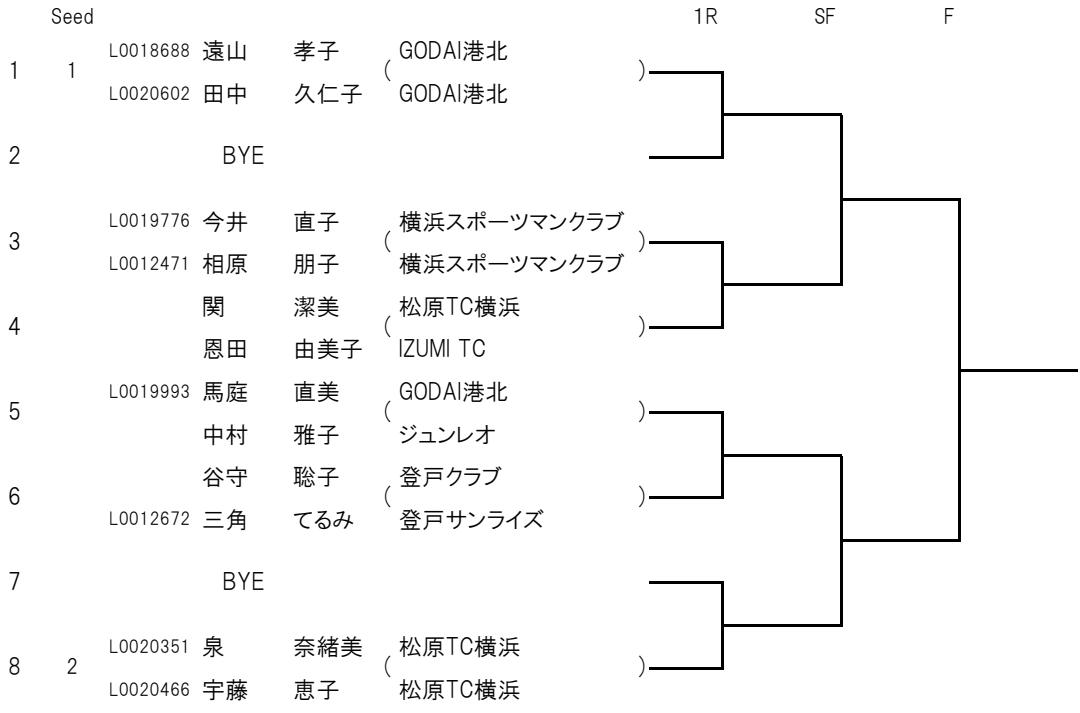 Seed 1R SF F
L0018688 遠山 孝子 GODAI港北
1 1 ( )
L0020602 田中 久仁子 GODAI港北
2 BYE
L0019776 今井 直子 横浜スポーツマンクラブ
3 ( )
L0012471 相原 朋子 横浜スポーツマンクラブ
関 潔美 松原TC横浜
4 ( )
恩田 由美子 IZUMI TC
L0019993 馬庭 直美 GODAI港北
5 ( )
中村 雅子 ジュンレオ
谷守 聡子 登戸クラブ
6 ( )
L0012672 三角 てるみ 登戸サンライズ
7 BYE
L0020351 泉 奈緒美 松原TC横浜
8 2 ( )
L0020466 宇藤 恵子 松原TC横浜